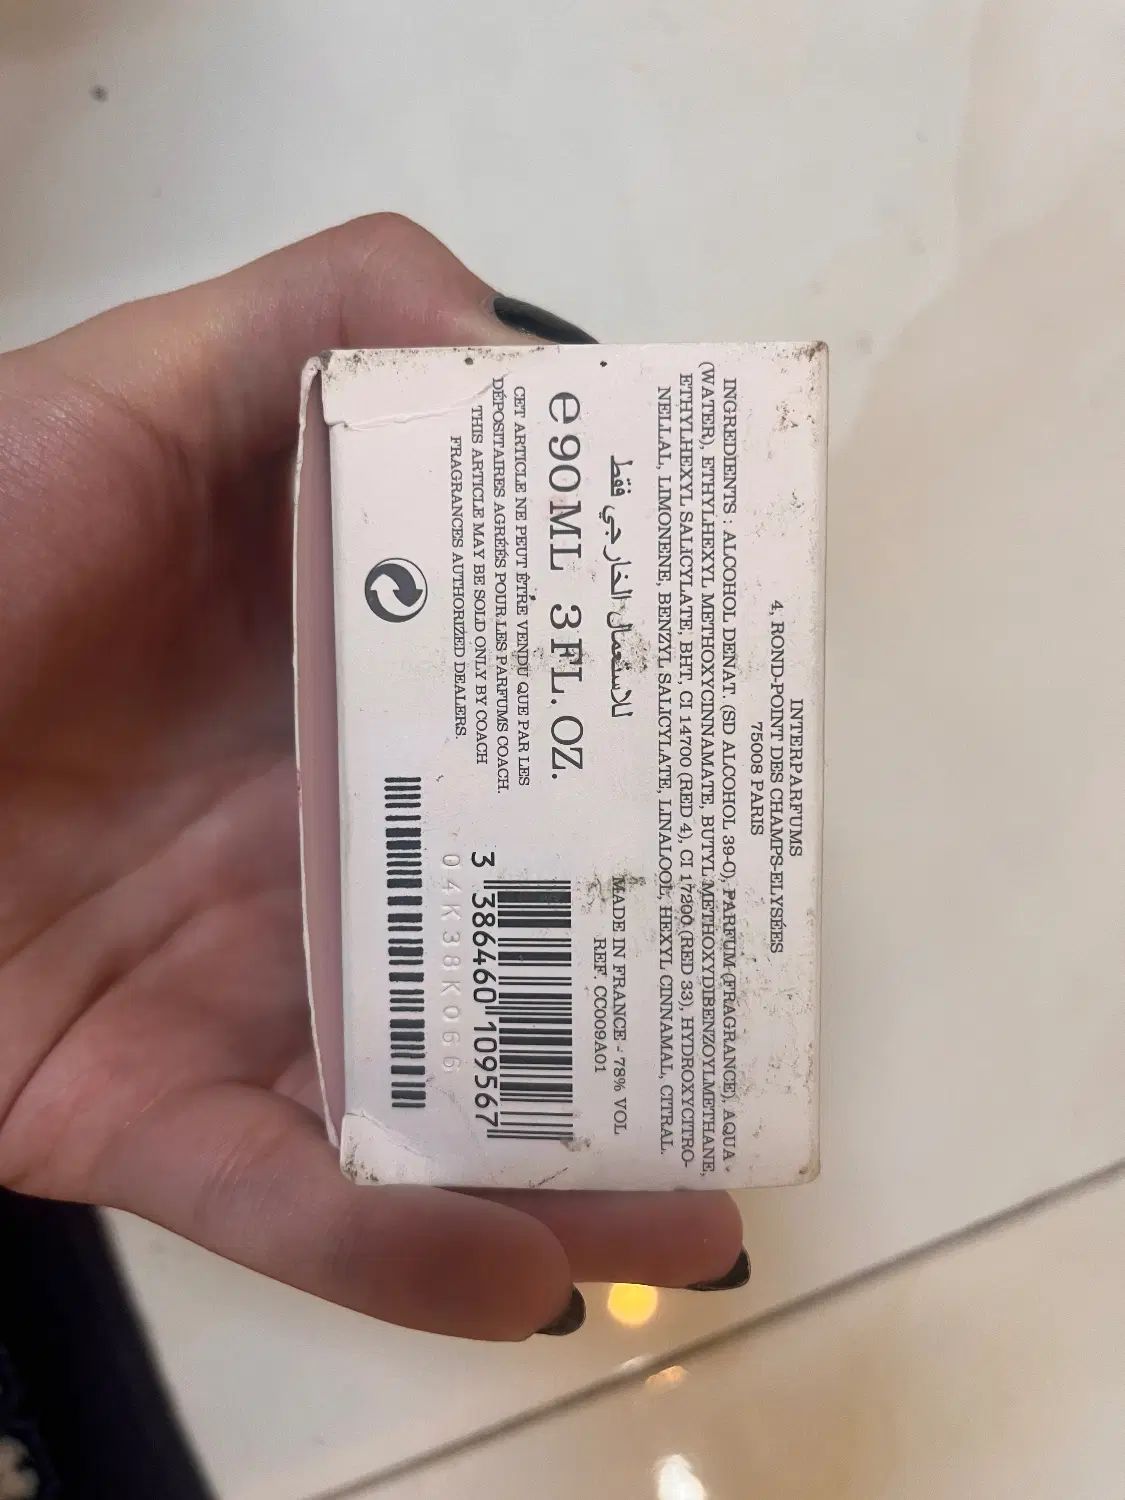 INTERPARFUMS
4, ROND-POINT DES CHAMPS-ELYSÉES
75008 PARIS
INGREDIENTS : ALCOHOL DENAT. (SD ALCOHOL 39-C), PARFUM (FRAGRANCE), AQUA
(WATER), ETHYLHEXYL METHOXYCINNAMATE, BUTYL METHOXYDIBENZOYLMETHANE,
ETHYLHEXYL SALICYLATE, BHT, CI 14700 (RED 4), CI 17200 (RED 33), HYDROXYCITRO-
NELLAL, LIMONENE, BENZYL SALICYLATE, LINALOOL, HEXYL CINNAMAL, CITRAL.
للاستعمال الخارجي فقط
MADE IN FRANCE - 78% VOL
REF. CC009A01
e 90ML 3 FL. OZ.
CET ARTICLE NE PEUT ÊTRE VENDU QUE PAR LES
DÉPOSITAIRES AGRÉÉS POUR LES PARFUMS COACH.
THIS ARTICLE MAY BE SOLD ONLY BY COACH
FRAGRANCES AUTHORIZED DEALERS.
3 386460 109567
04K38K066